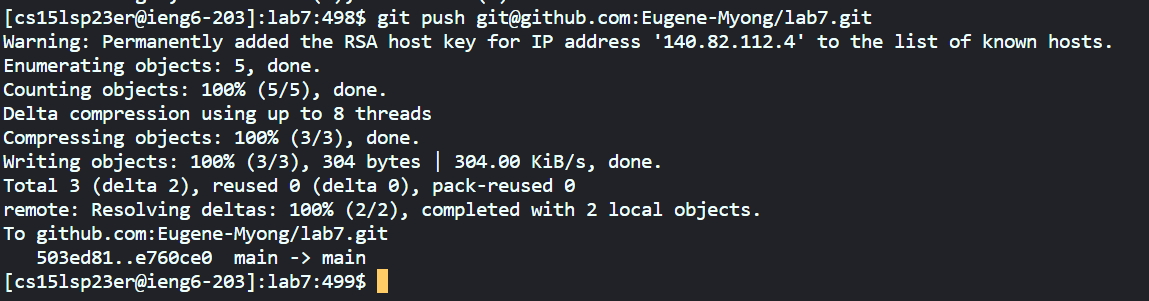 [cs15lsp23er@ieng6-203]:lab7:498$ git push git@github.com:Eugene-Myong/lab7.git
Warning: Permanently added the RSA host key for IP address '140.82.112.4' to the list of known hosts.
Enumerating objects: 5, done.
Counting objects: 100% (5/5), done.
Delta compression using up to 8 threads
Compressing objects: 100% (3/3), done.
Writing objects: 100% (3/3), 304 bytes | 304.00 KiB/s, done.
Total 3 (delta 2), reused 0 (delta 0), pack-reused 0
remote: Resolving deltas: 100% (2/2), completed with 2 local objects.
To github.com:Eugene-Myong/lab7.git
   503ed81..e760ce0  main -> main
[cs15lsp23er@ieng6-203]:lab7:499$